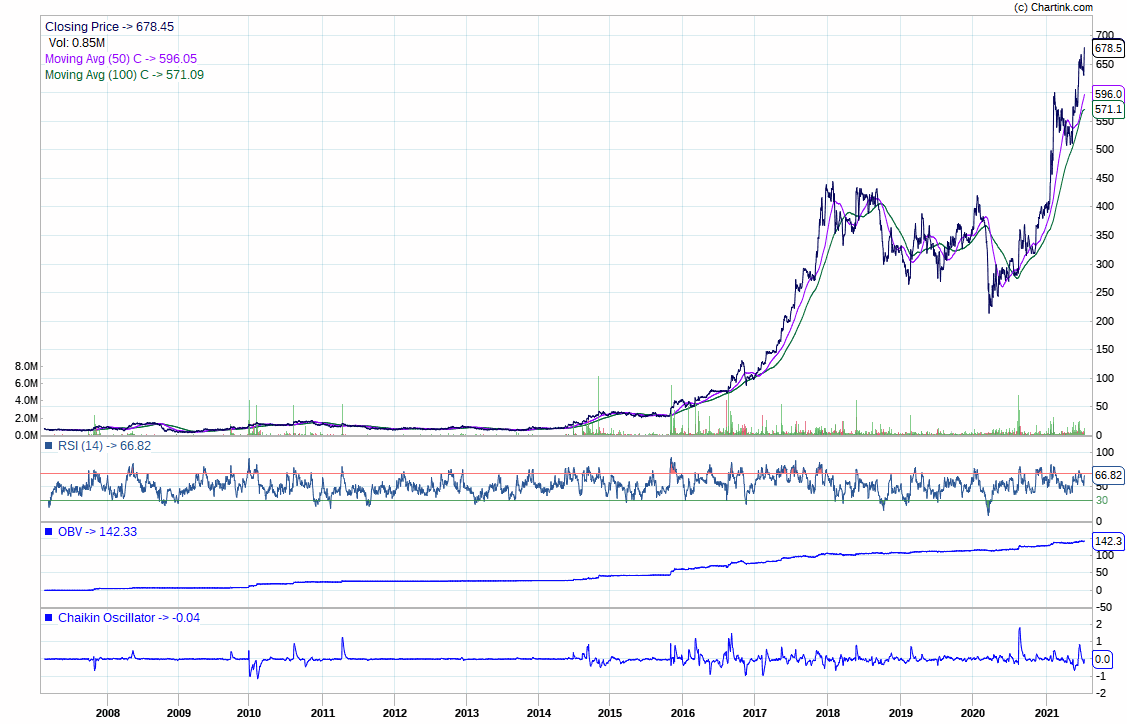 (c) Chartink.com
Closing Price -> 678.45
Vol: 0.85M
Moving Avg (50) C -> 596.05
Moving Avg (100) C -> 571.09
700
678.5
650
596.0
571.1
550
500
450
400
350
300
250
200
150
100
50
0
8.0M
6.0M
4.0M
2.0M
0.0M
RSI (14) -> 66.82
100
66.82
50
30
0
OBV -> 142.33
142.3
100
50
0
-50
Chaikin Oscillator -> -0.04
2
1
0.0
-1
-2
2008 2009 2010 2011 2012 2013 2014 2015 2016 2017 2018 2019 2020 2021